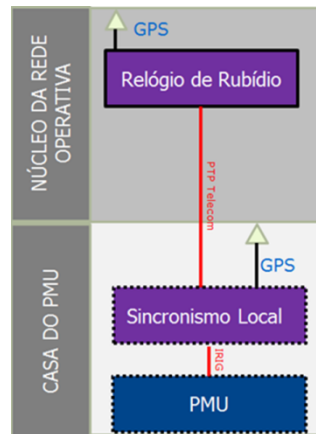 NÚCLEO DA REDE
OPERATIVA
GPS
Relógio de Rubídio
PTP Telecom
CASA DO PMU
GPS
Sincronismo Local
IRIG
PMU